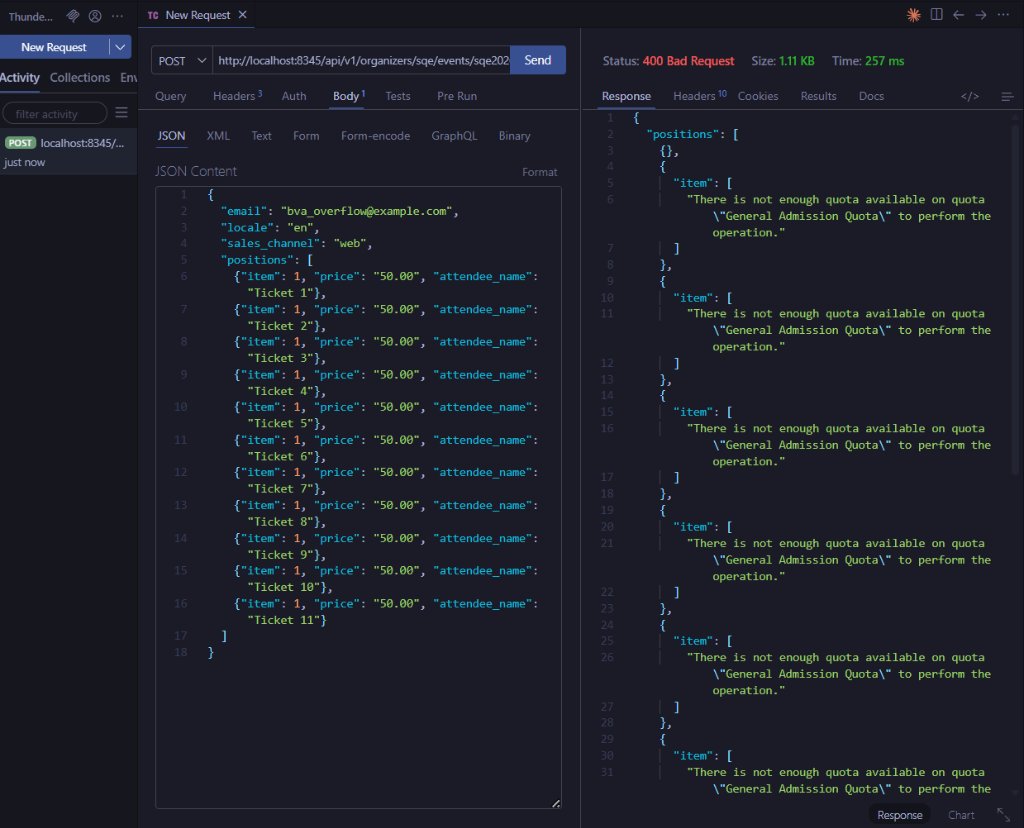 Thunde... ···
TC New Request ×
···
New Request
Activity Collections Env
filter activity
POST localhost:8345/...
just now
POST http://localhost:8345/api/v1/organizers/sqe/events/sqe202 Send
Query Headers 3 Auth Body 1 Tests Pre Run
JSON XML Text Form Form-encode GraphQL Binary
JSON Content Format
1 {
2 "email": "bva_overflow@example.com",
3 "locale": "en",
4 "sales_channel": "web",
5 "positions": [
6 {"item": 1, "price": "50.00", "attendee_name":
"Ticket 1"},
7 {"item": 1, "price": "50.00", "attendee_name":
"Ticket 2"},
8 {"item": 1, "price": "50.00", "attendee_name":
"Ticket 3"},
9 {"item": 1, "price": "50.00", "attendee_name":
"Ticket 4"},
10 {"item": 1, "price": "50.00", "attendee_name":
"Ticket 5"},
11 {"item": 1, "price": "50.00", "attendee_name":
"Ticket 6"},
12 {"item": 1, "price": "50.00", "attendee_name":
"Ticket 7"},
13 {"item": 1, "price": "50.00", "attendee_name":
"Ticket 8"},
14 {"item": 1, "price": "50.00", "attendee_name":
"Ticket 9"},
15 {"item": 1, "price": "50.00", "attendee_name":
"Ticket 10"},
16 {"item": 1, "price": "50.00", "attendee_name":
"Ticket 11"}
17 ]
18 }
Status: 400 Bad Request Size: 1.11 KB Time: 257 ms
Response Headers 10 Cookies Results Docs </>
1 {
2 "positions": [
3 {},
4 {
5 "item": [
6 "There is not enough quota available on quota
\"General Admission Quota\" to perform the
operation."
7 ]
8 },
9 {
10 "item": [
11 "There is not enough quota available on quota
\"General Admission Quota\" to perform the
operation."
12 ]
13 },
14 {
15 "item": [
16 "There is not enough quota available on quota
\"General Admission Quota\" to perform the
operation."
17 ]
18 },
19 {
20 "item": [
21 "There is not enough quota available on quota
\"General Admission Quota\" to perform the
operation."
22 ]
23 },
24 {
25 "item": [
26 "There is not enough quota available on quota
\"General Admission Quota\" to perform the
operation."
27 ]
28 },
29 {
30 "item": [
31 "There is not enough quota available on quota
\"General Admission Quota\" to perform the
Response Chart